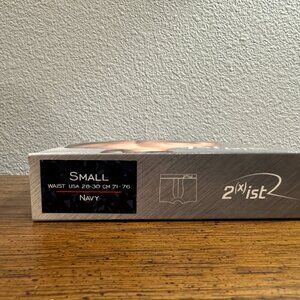 SMALL
WAIST USA 28-30 CM 71-76
NAVY
2(x)ist